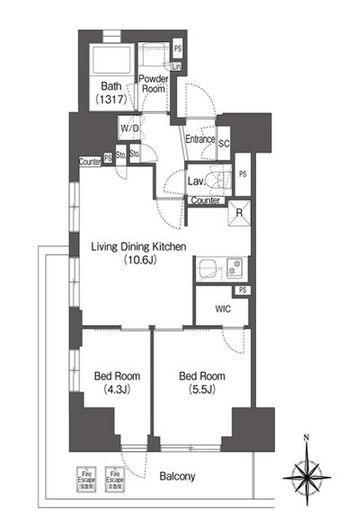 PS
Lin
Bath
(1317)
Powder
Room
W/D
Entrance
SC
Counter
PS
Sto.
Sto.
Lav.
PS
Counter
R
Living Dining Kitchen
(10.6J)
PS
WIC
Bed Room
(4.3J)
Bed Room
(5.5J)
N
Fire
Escape
Fire
Escape
Balcony